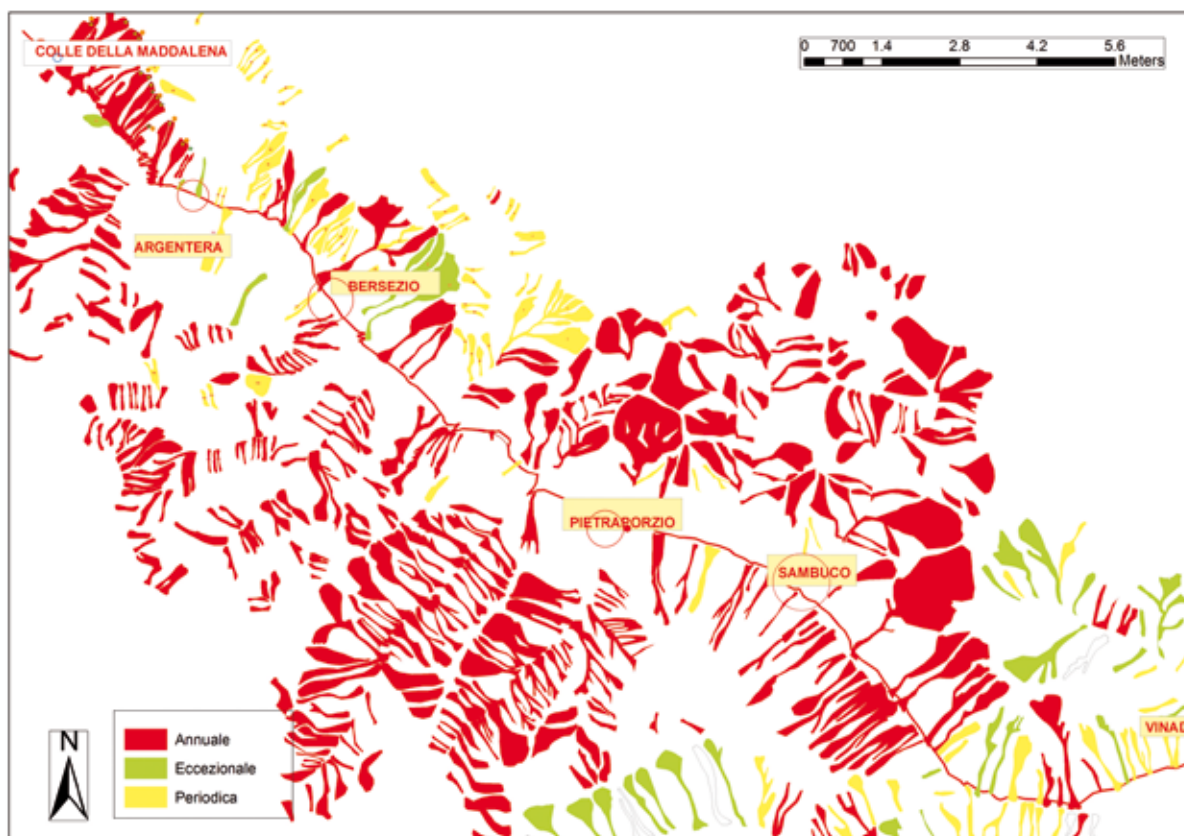 COLLE DELLA MADDALENA
0 700 1.4 2.8 4.2 5.6
Meters
ARGENTERA
BERSEZIO
PIETRAPORZIO
SAMBUCO
VINAD
N
Annuale
Eccezionale
Periodica